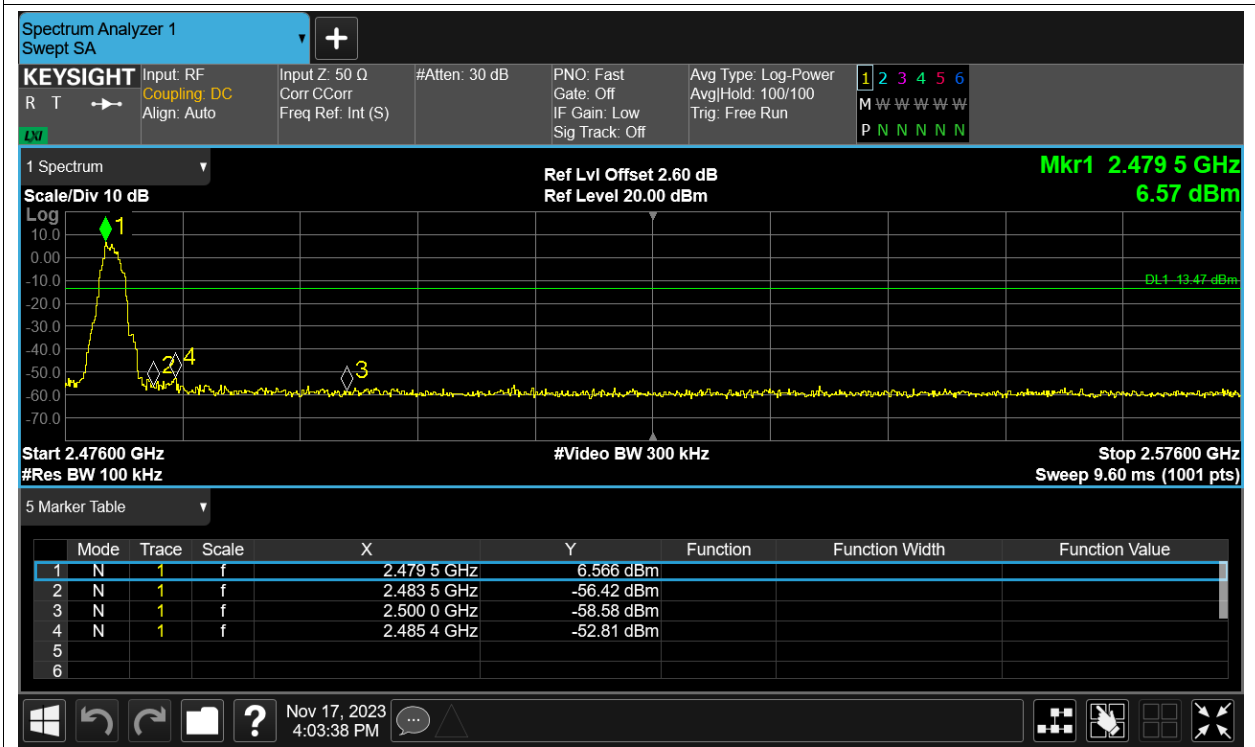 Spectrum Analyzer 1
Swept SA
+
KEYSIGHT Input: RF Input Z: 50 Ω #Atten: 30 dB PNO: Fast Avg Type: Log-Power 1 2 3 4 5 6
R T Coupling: DC Corr CCorr Gate: Off Avg|Hold: 100/100
Align: Auto Freq Ref: Int (S) IF Gain: Low Trig: Free Run M W W W W W W
LXI Sig Track: Off P N N N N N N
1 Spectrum Ref Lvl Offset 2.60 dB Mkr1 2.479 5 GHz
Scale/Div 10 dB Ref Level 20.00 dBm 6.57 dBm
Log
1
10.0
0.00
-10.0 DL1 -13.47 dBm
-20.0
-30.0
-40.0
2 4
3
-50.0
-60.0
-70.0
Start 2.47600 GHz #Video BW 300 kHz Stop 2.57600 GHz
#Res BW 100 kHz Sweep 9.60 ms (1001 pts)
5 Marker Table
Mode Trace Scale X Y Function Function Width Function Value
1 N 1 f 2.479 5 GHz 6.566 dBm
2 N 1 f 2.483 5 GHz -56.42 dBm
3 N 1 f 2.500 0 GHz -58.58 dBm
4 N 1 f 2.485 4 GHz -52.81 dBm
5
6
? Nov 17, 2023
4:03:38 PM